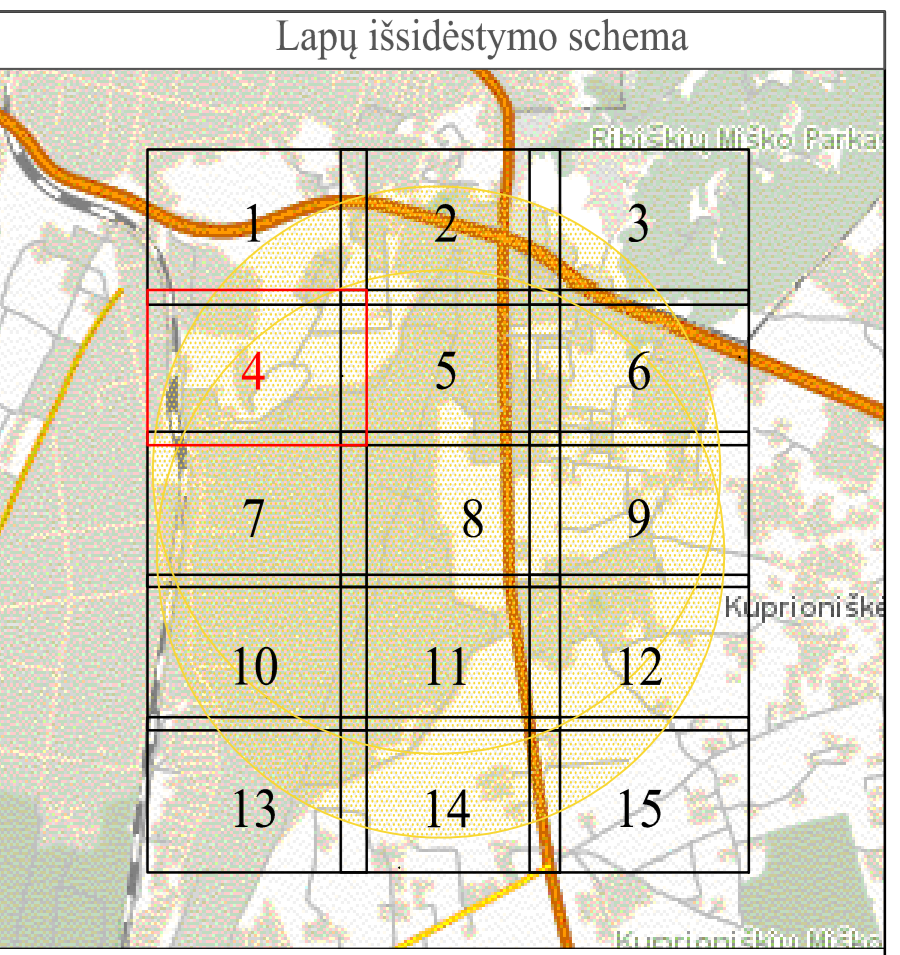 Lapų išsidėstymo schema
Ribiškių Miško Parkas
1 2 3
4 5 6
7 8 9
Kuprioniškė
10 11 12
13 14 15
Kuprioniškių Miško